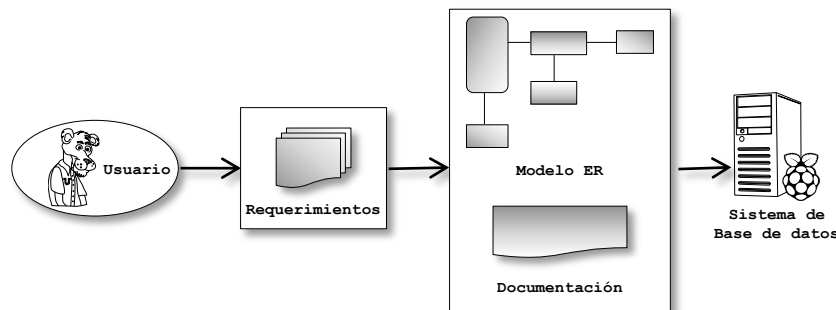 Usuario
Requerimientos
Modelo ER
Documentación
Sistema de
Base de datos